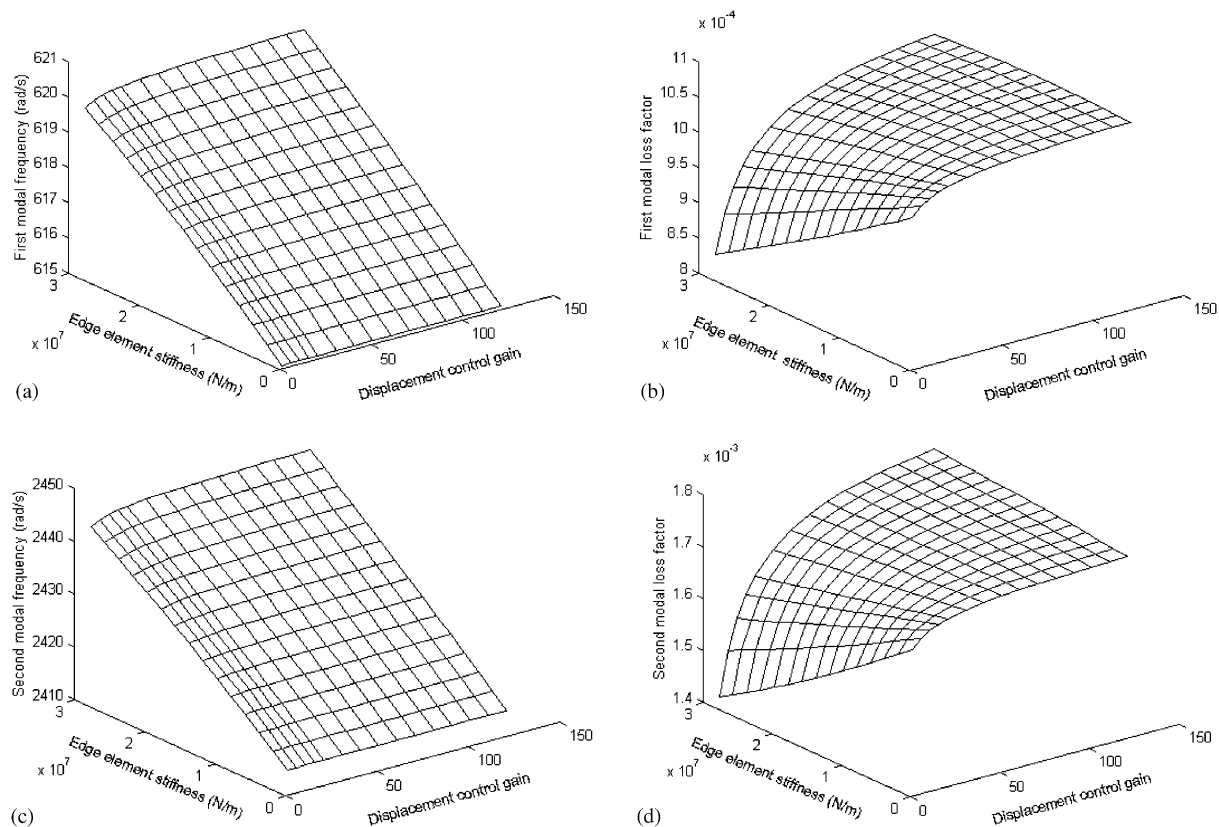 621
620
619
618
617
616
615
First modal frequency (rad/s)
3
2
1
0
x 10^7
Edge element stiffness (N/m)
0
50
100
150
Displacement control gain
(a)
x 10^-4
11
10.5
10
9.5
9
8.5
8
First modal loss factor
3
2
1
0
x 10^7
Edge element stiffness (N/m)
0
50
100
150
Displacement control gain
(b)
2450
2440
2430
2420
2410
Second modal frequency (rad/s)
3
2
1
0
x 10^7
Edge element stiffness (N/m)
0
50
100
150
Displacement control gain
(c)
x 10^-3
1.8
1.7
1.6
1.5
1.4
Second modal loss factor
3
2
1
0
x 10^7
Edge element stiffness (N/m)
0
50
100
150
Displacement control gain
(d)